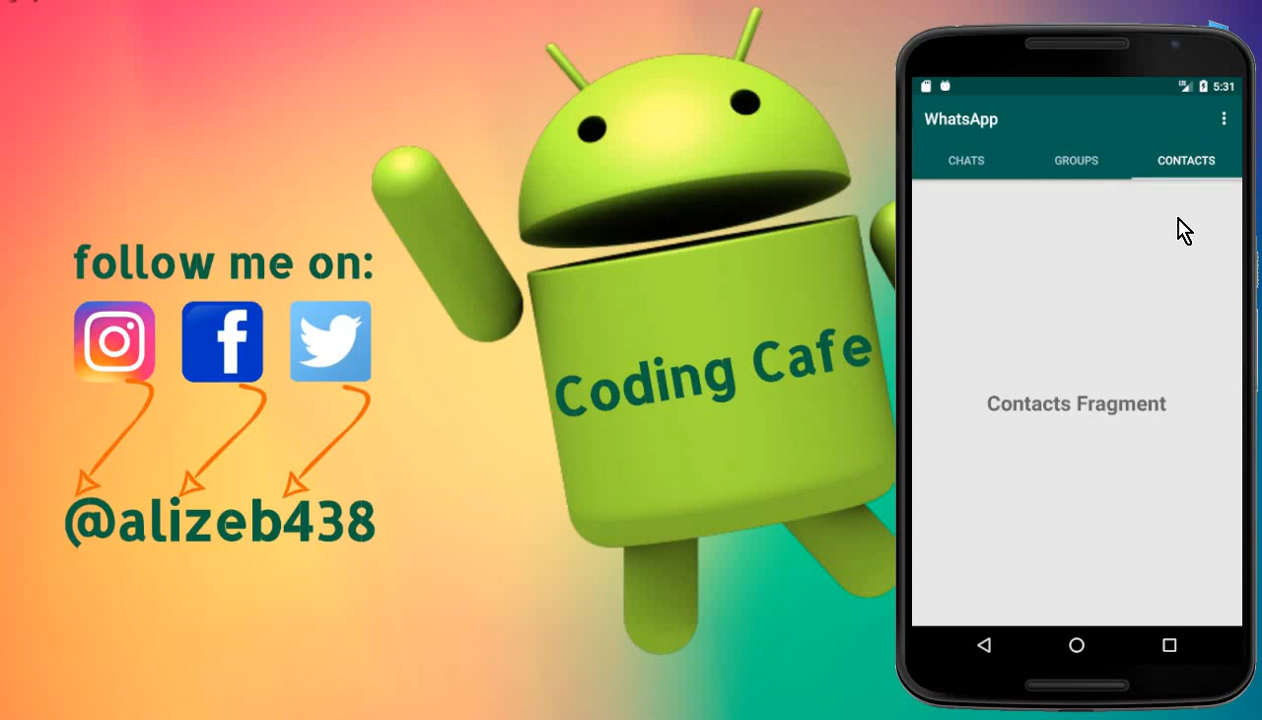 follow me on:
@alizeb438
Coding Cafe
5:31
WhatsApp
CHATS GROUPS CONTACTS
Contacts Fragment